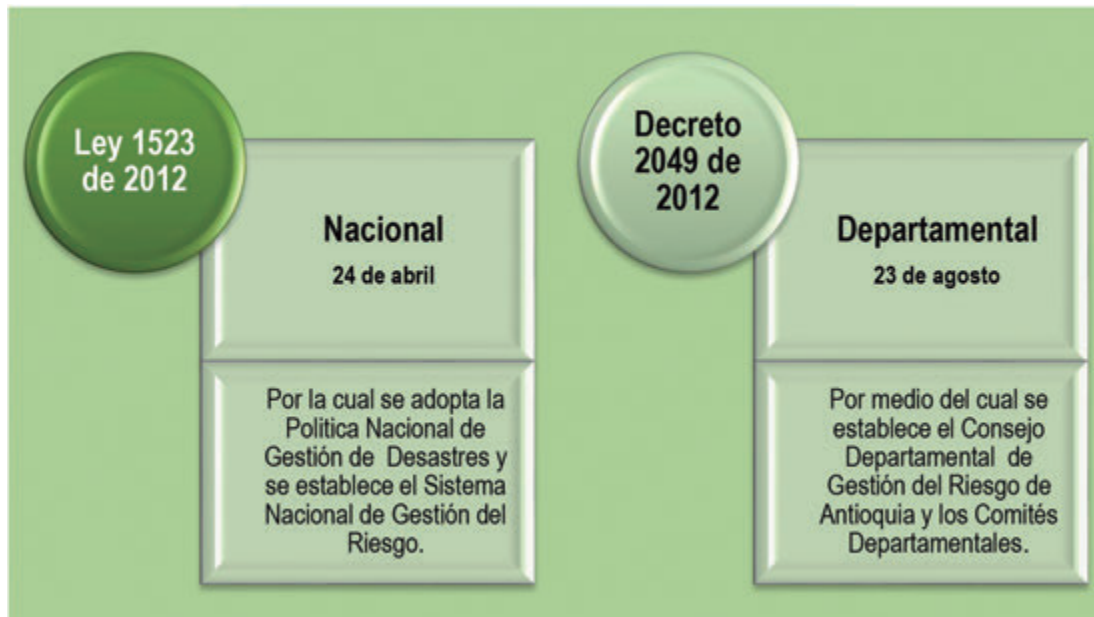 Ley 1523
de 2012
Nacional
24 de abril
Por la cual se adopta la
Politica Nacional de
Gestión de Desastres y
se establece el Sistema
Nacional de Gestión del
Riesgo.
Decreto
2049 de
2012
Departamental
23 de agosto
Por medio del cual se
establece el Consejo
Departamental de
Gestión del Riesgo de
Antioquia y los Comités
Departamentales.